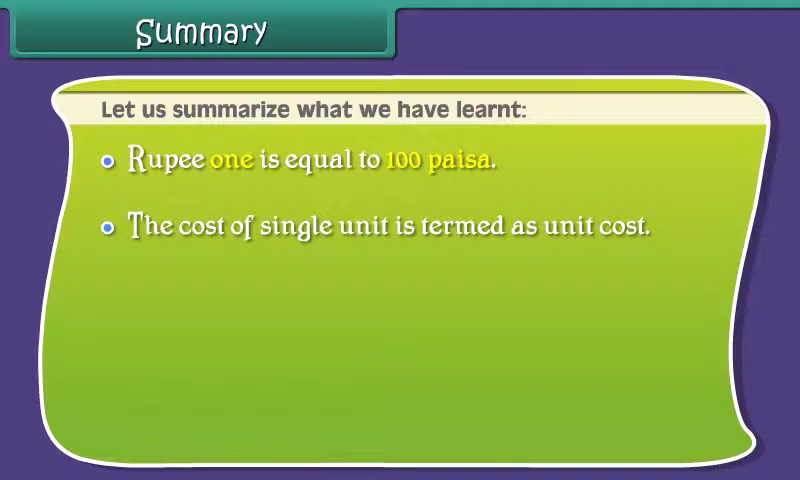 Summary
Let us summarize what we have learnt:
Rupee one is equal to 100 paisa.
The cost of single unit is termed as unit cost.